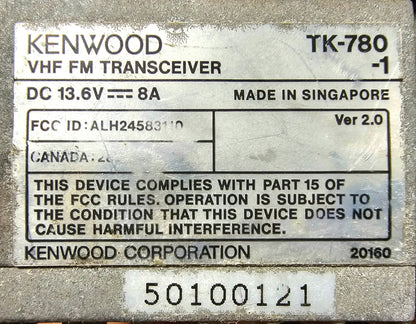 KENWOOD TK-780
VHF FM TRANSCEIVER -1
DC 13.6V ⎓ 8A MADE IN SINGAPORE
FCC ID: Ver 2.0
CANADA:
THIS DEVICE COMPLIES WITH PART 15 OF
THE FCC RULES. OPERATION IS SUBJECT TO
THE CONDITION THAT THIS DEVICE DOES NOT
CAUSE HARMFUL INTERFERENCE.
KENWOOD CORPORATION 20160
50100121